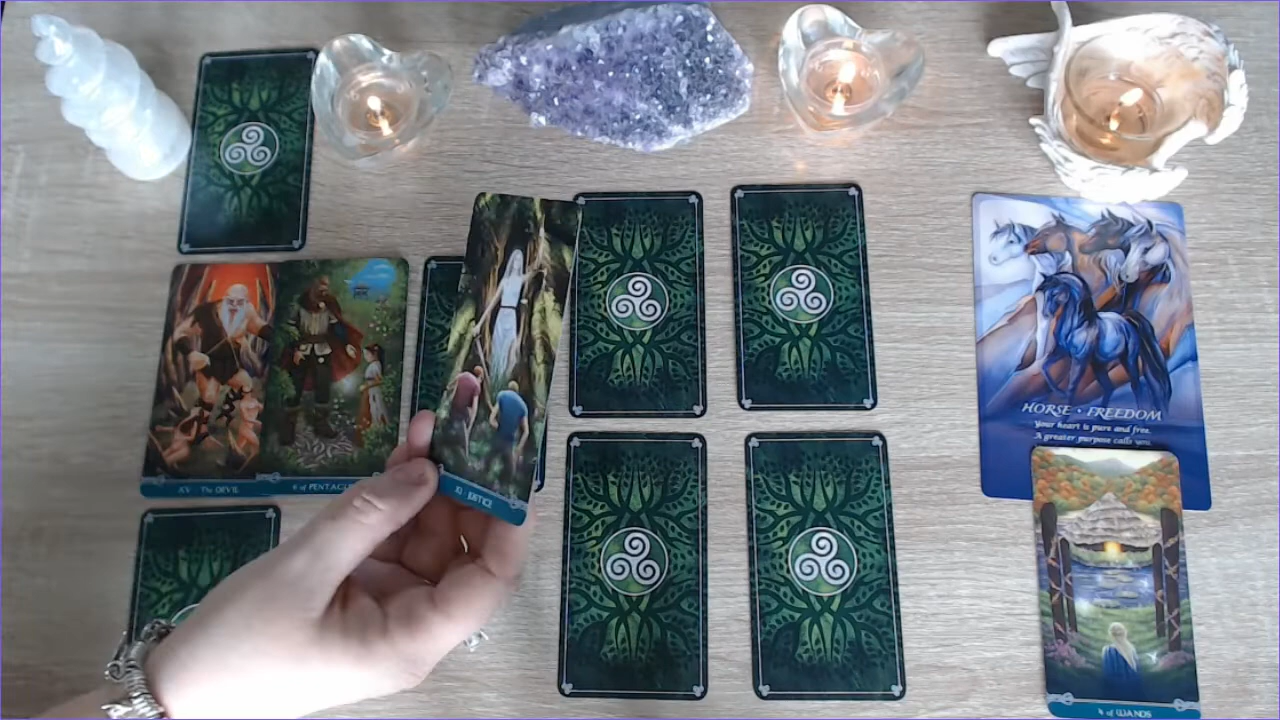 XV · The DEVIL
6 of PENTACLES
XI · JUSTICE
HORSE • FREEDOM
Your heart is pure and free.
A greater purpose calls you.
4 of WANDS